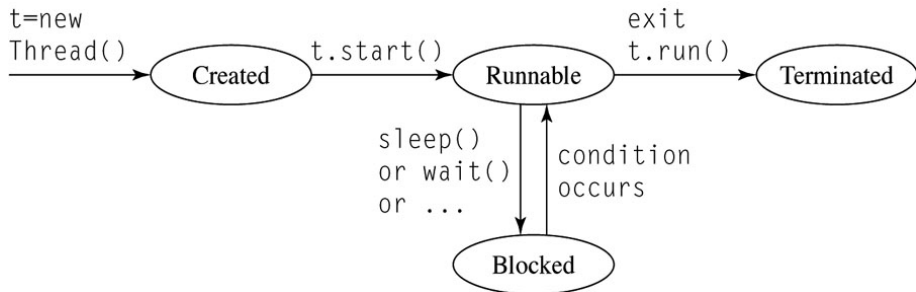 t=new
Thread()
Created
t.start()
Runnable
exit
t.run()
Terminated
sleep()
or wait()
or ...
condition
occurs
Blocked